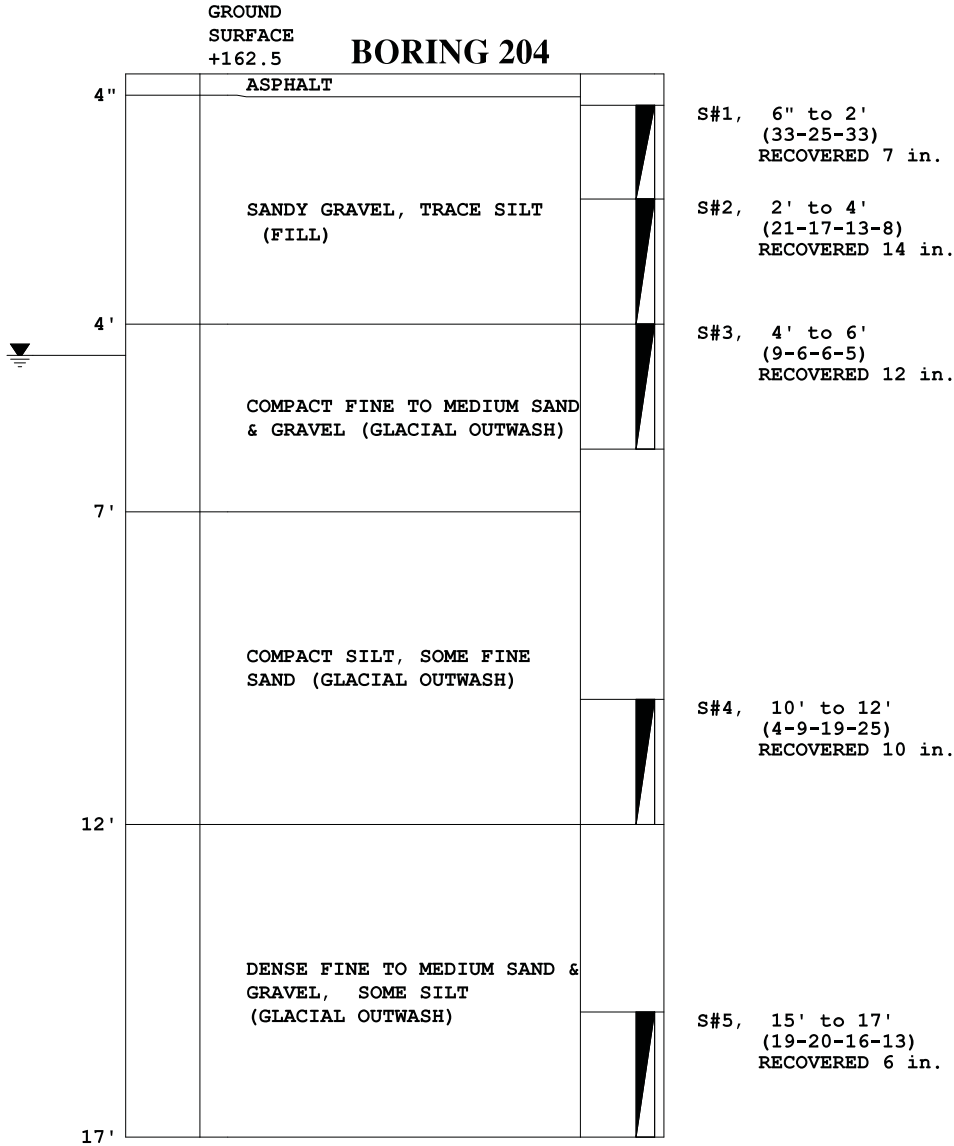 GROUND
SURFACE
+162.5
BORING 204
ASPHALT
4"
S#1, 6" to 2'
(33-25-33)
RECOVERED 7 in.
SANDY GRAVEL, TRACE SILT
(FILL)
S#2, 2' to 4'
(21-17-13-8)
RECOVERED 14 in.
4'
S#3, 4' to 6'
(9-6-6-5)
RECOVERED 12 in.
COMPACT FINE TO MEDIUM SAND
& GRAVEL (GLACIAL OUTWASH)
7'
COMPACT SILT, SOME FINE
SAND (GLACIAL OUTWASH)
S#4, 10' to 12'
(4-9-19-25)
RECOVERED 10 in.
12'
DENSE FINE TO MEDIUM SAND &
GRAVEL, SOME SILT
(GLACIAL OUTWASH)
S#5, 15' to 17'
(19-20-16-13)
RECOVERED 6 in.
17'